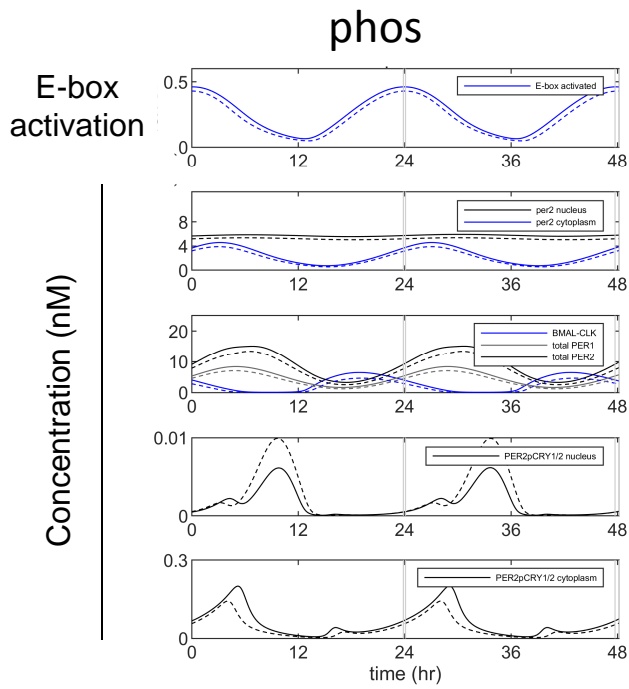 phos
E-box
activation
0.5
0
E-box activated
0 12 24 36 48
Concentration (nM)
8
4
0
per2 nucleus
per2 cytoplasm
0 12 24 36 48
20
10
0
BMAL-CLK
total PER1
total PER2
0 12 24 36 48
0.01
0
PER2pCRY1/2 nucleus
0 12 24 36 48
0.3
0
PER2pCRY1/2 cytoplasm
0 12 24 36 48
time (hr)